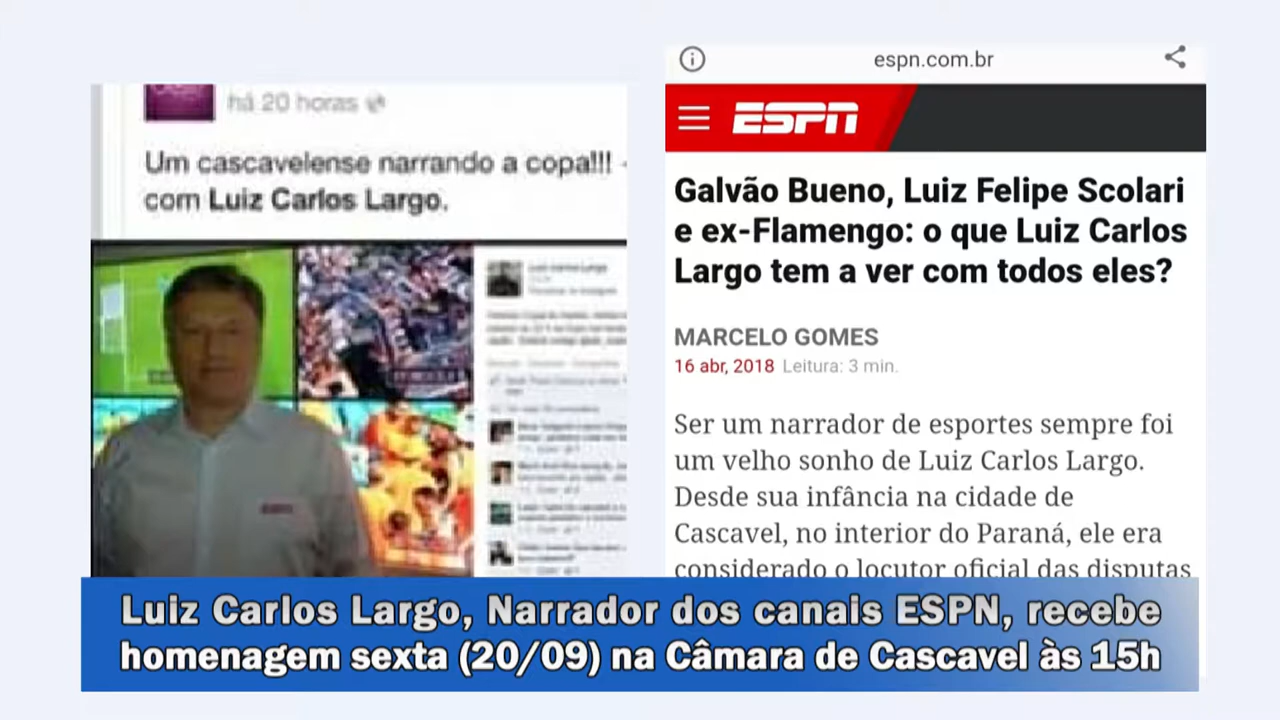 há 20 horas
Um cascavelense narrando a copa!!! -
com Luiz Carlos Largo.
espn.com.br
ESPN
Galvão Bueno, Luiz Felipe Scolari
e ex-Flamengo: o que Luiz Carlos
Largo tem a ver com todos eles?
MARCELO GOMES
16 abr, 2018 Leitura: 3 min.
Ser um narrador de esportes sempre foi
um velho sonho de Luiz Carlos Largo.
Desde sua infância na cidade de
Cascavel, no interior do Paraná, ele era
considerado o locutor oficial das disputas
Luiz Carlos Largo, Narrador dos canais ESPN, recebe
homenagem sexta (20/09) na Câmara de Cascavel às 15h